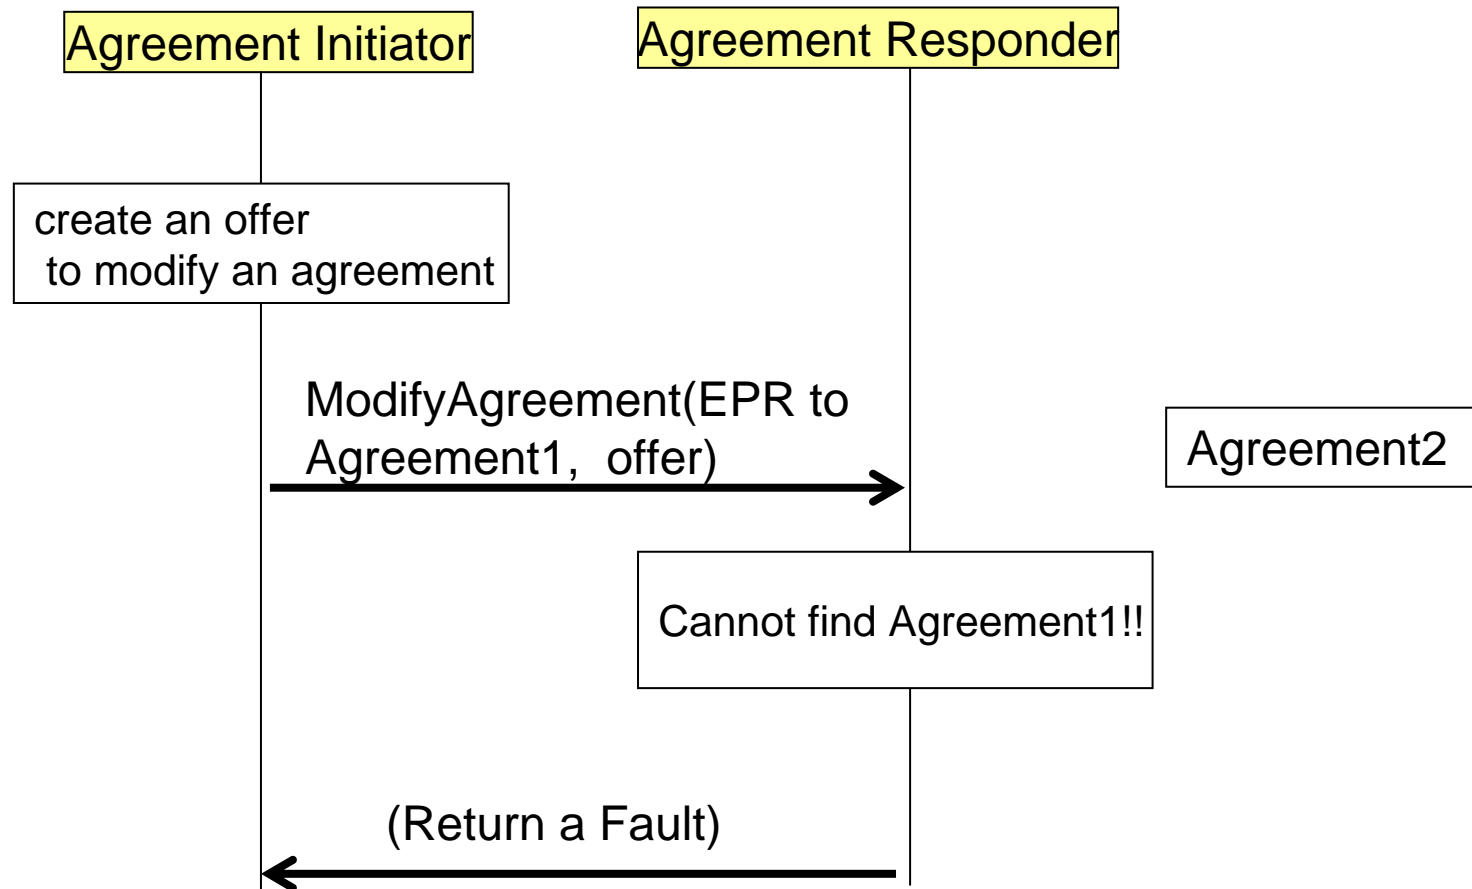 Agreement Initiator
Agreement Responder
create an offer
to modify an agreement
ModifyAgreement(EPR to
Agreement1, offer)
Agreement2
Cannot find Agreement1!!
(Return a Fault)